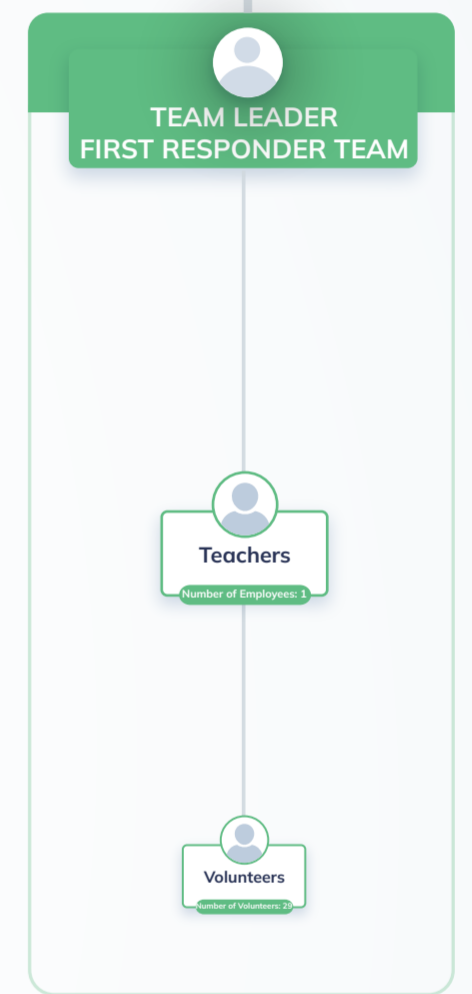 TEAM LEADER
FIRST RESPONDER TEAM
Teachers
Number of Employees: 1
Volunteers
Number of Volunteers: 29